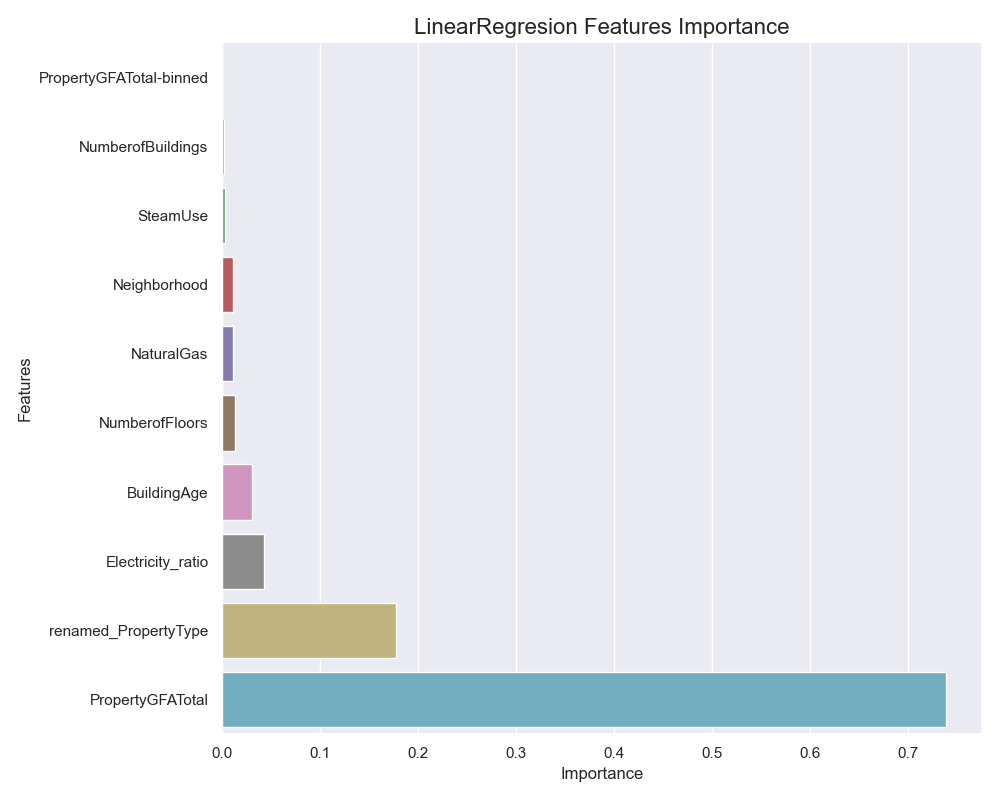 LinearRegresion Features Importance
PropertyGFATotal-binned
NumberofBuildings
SteamUse
Neighborhood
NaturalGas
NumberofFloors
BuildingAge
Electricity_ratio
renamed_PropertyType
PropertyGFATotal
Features
0.0 0.1 0.2 0.3 0.4 0.5 0.6 0.7
Importance